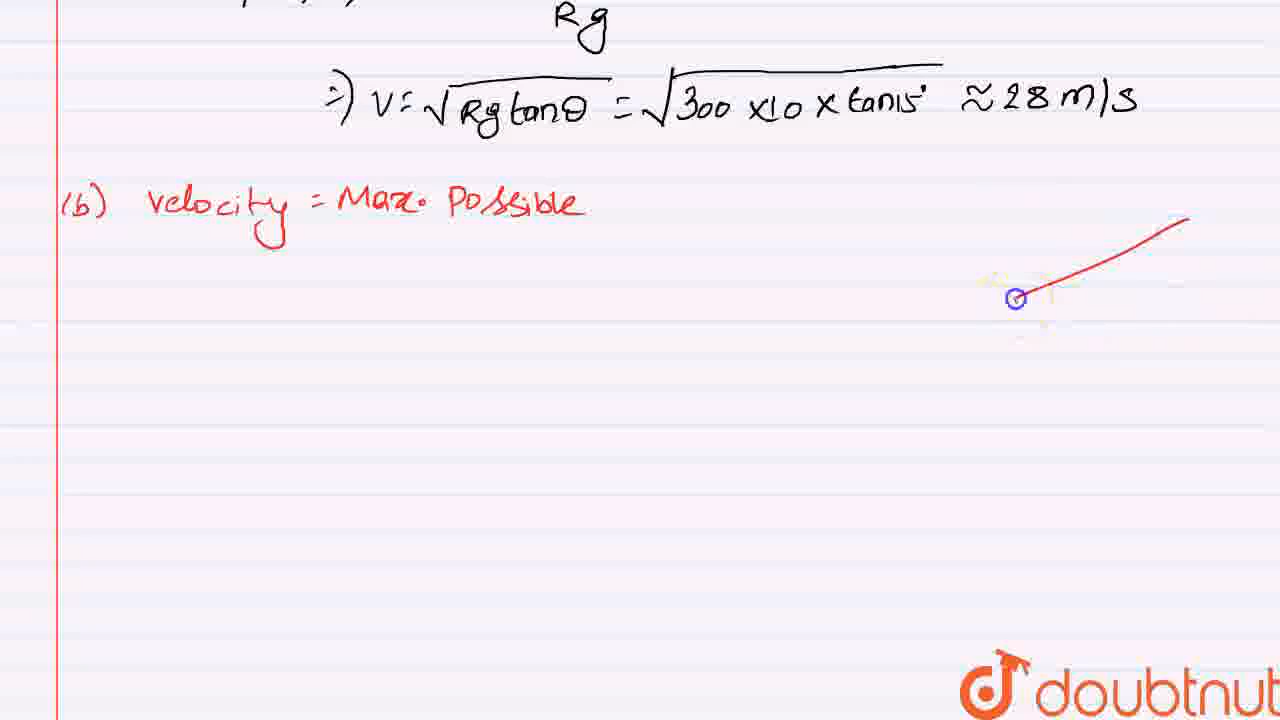 Rg
⇒) V = √Rg tanθ = √300 x 10 x tan15° ≈ 28 m/s
(b) velocity = Max. Possible
doubtnut